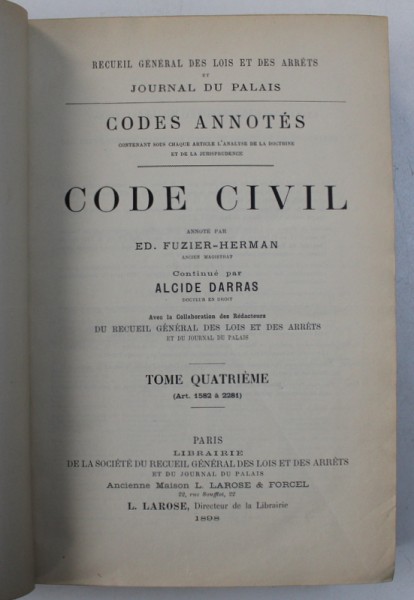 RECUEIL GÉNÉRAL DES LOIS ET DES ARRÊTS
ET
JOURNAL DU PALAIS
CODES ANNOTÉS
CONTENANT SOUS CHAQUE ARTICLE L'ANALYSE DE LA DOCTRINE
ET DE LA JURISPRUDENCE
CODE CIVIL
ANNOTÉ PAR
ED. FUZIER-HERMAN
ANCIEN MAGISTRAT
Continué par
ALCIDE DARRAS
DOCTEUR EN DROIT
Avec la Collaboration des Rédacteurs
DU RECUEIL GÉNÉRAL DES LOIS ET DES ARRÊTS
ET DU JOURNAL DU PALAIS
TOME QUATRIÈME
(Art. 1582 à 2281)
PARIS
LIBRAIRIE
DE LA SOCIÉTÉ DU RECUEIL GÉNÉRAL DES LOIS ET DES ARRÊTS
ET DU JOURNAL DU PALAIS
Ancienne Maison L. LAROSE & FORCEL
22, rue Soufflot, 22
L. LAROSE, Directeur de la Librairie
1898